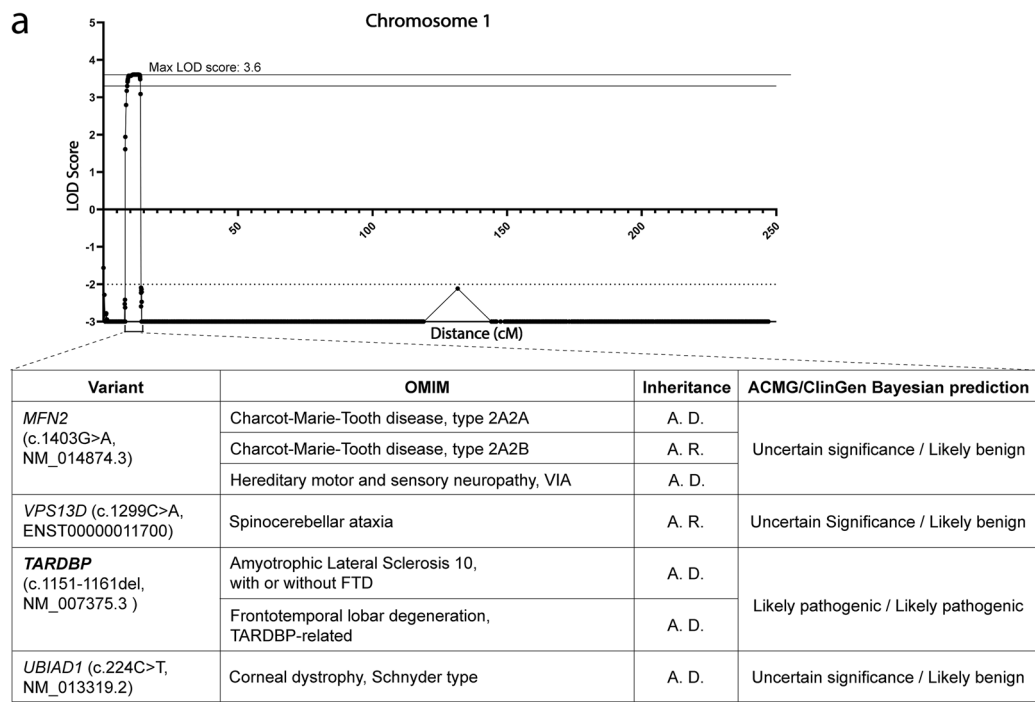 a
Chromosome 1
5
4
3
2
1
0
-1
-2
-3
LOD Score
Max LOD score: 3.6
50
100
150
200
250
Distance (cM)
Variant OMIM Inheritance ACMG/ClinGen Bayesian prediction
MFN2
(c.1403G>A,
NM_014874.3)
Charcot-Marie-Tooth disease, type 2A2A A. D.
Charcot-Marie-Tooth disease, type 2A2B A. R.
Hereditary motor and sensory neuropathy, VIA A. D.
Uncertain significance / Likely benign
VPS13D (c.1299C>A,
ENST00000011700)
Spinocerebellar ataxia A. R. Uncertain Significance / Likely benign
TARDBP
(c.1151-1161del,
NM_007375.3 )
Amyotrophic Lateral Sclerosis 10,
with or without FTD
A. D.
Frontotemporal lobar degeneration,
TARDBP-related
A. D.
Likely pathogenic / Likely pathogenic
UBIAD1 (c.224C>T,
NM_013319.2)
Corneal dystrophy, Schnyder type A. D. Uncertain significance / Likely benign